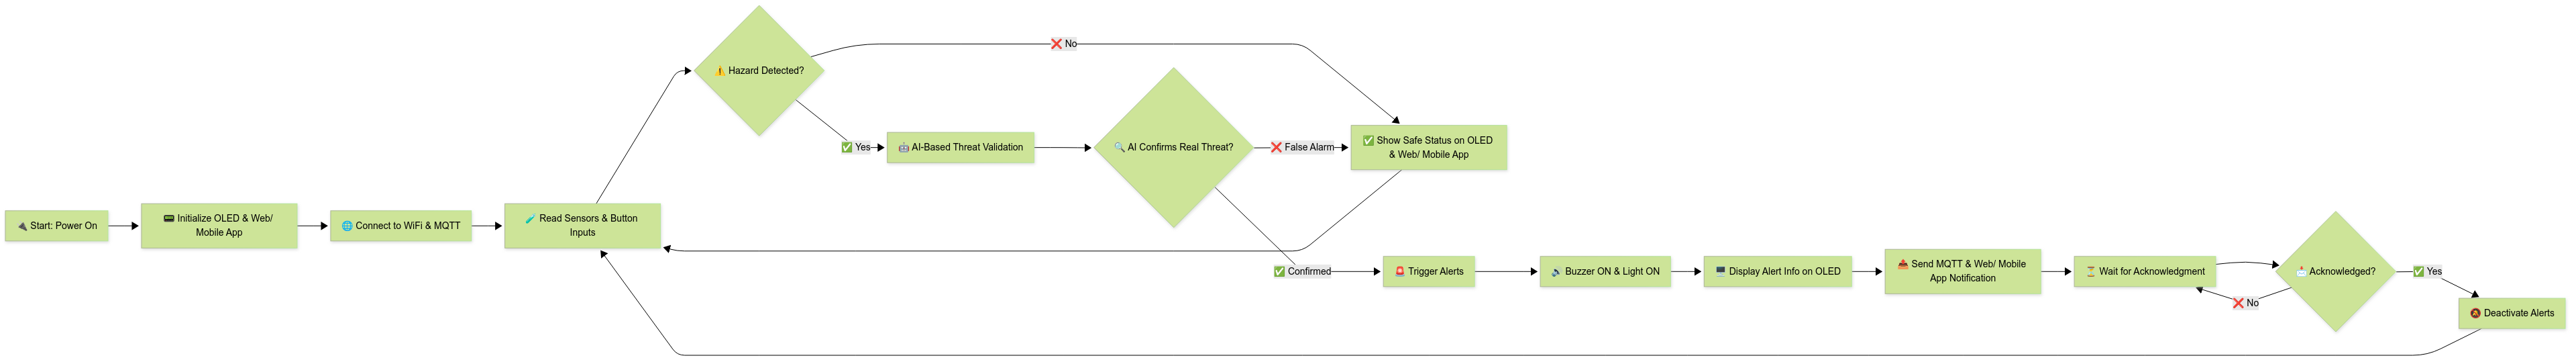 🔌 Start: Power On
📟 Initialize OLED & Web/
Mobile App
🌐 Connect to WiFi & MQTT
🧪 Read Sensors & Button
Inputs
⚠️ Hazard Detected?
❌ No
✅ Yes
🤖 AI-Based Threat Validation
🔍 AI Confirms Real Threat?
❌ False Alarm
✅ Show Safe Status on OLED
& Web/ Mobile App
✅ Confirmed
🚨 Trigger Alerts
🔊 Buzzer ON & Light ON
🖥️ Display Alert Info on OLED
📤 Send MQTT & Web/ Mobile
App Notification
⏳ Wait for Acknowledgment
📩 Acknowledged?
❌ No
✅ Yes
🔕 Deactivate Alerts